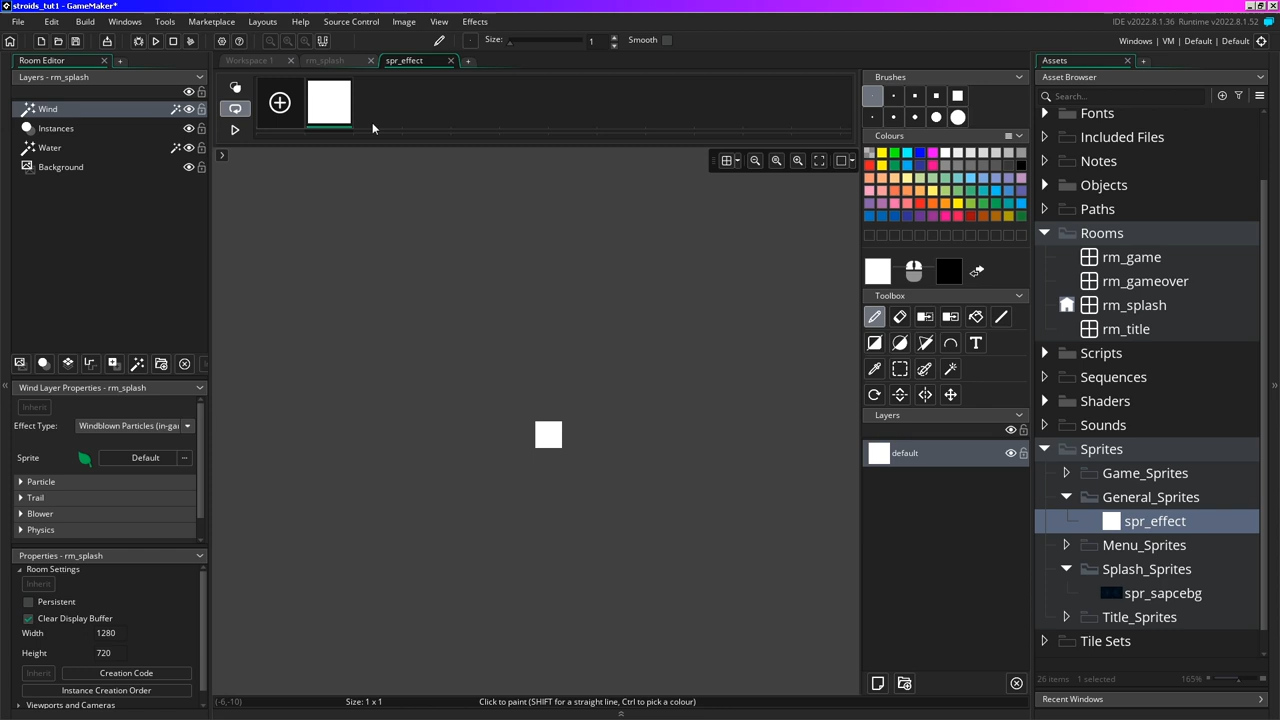 stroids_tut1 - GameMaker*
File Edit Build Windows Tools Marketplace Layouts Help Source Control Image View Effects
IDE v2022.8.1.36 Runtime v2022.8.1.52
Size: 1 Smooth
Windows | VM | Default | Default
Room Editor
Workspace 1 rm_splash spr_effect
Assets
Layers - rm_splash
Brushes
Asset Browser
Search...
Wind
Instances
Water
Background
Colours
Toolbox
T
Layers
default
Fonts
Included Files
Notes
Objects
Paths
Rooms
rm_game
rm_gameover
rm_splash
rm_title
Scripts
Sequences
Shaders
Sounds
Sprites
Game_Sprites
General_Sprites
spr_effect
Menu_Sprites
Splash_Sprites
spr_sapcebg
Title_Sprites
Tile Sets
Wind Layer Properties - rm_splash
Inherit
Effect Type: Windblown Particles (in-gar
Sprite Default ...
Particle
Trail
Blower
Physics
Properties - rm_splash
Room Settings
Inherit
Persistent
Clear Display Buffer
Width 1280
Height 720
Inherit Creation Code
Instance Creation Order
Viewports and Cameras
(-6,-10) Size: 1 x 1 Click to paint (SHIFT for a straight line, Ctrl to pick a colour)
26 items 1 selected 165%
Recent Windows